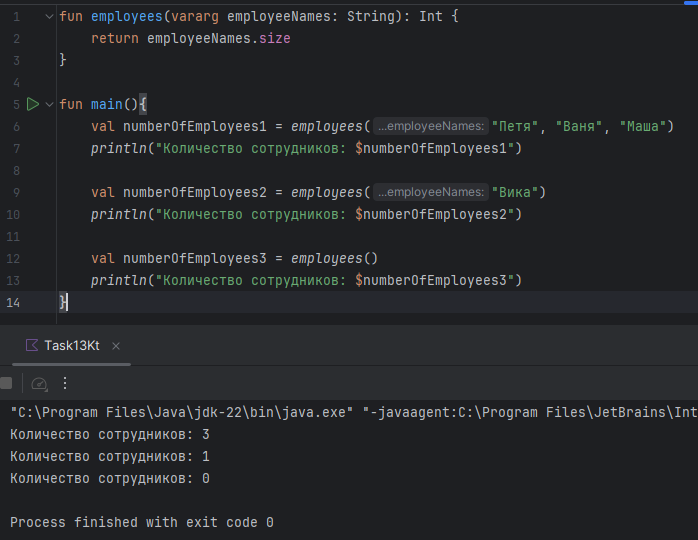 1 fun employees(vararg employeeNames: String): Int {
2 return employeeNames.size
3 }
4
5 fun main(){
6 val numberOfEmployees1 = employees( ...employeeNames: "Петя", "Ваня", "Маша")
7 println("Количество сотрудников: $numberOfEmployees1")
8
9 val numberOfEmployees2 = employees( ...employeeNames: "Вика")
10 println("Количество сотрудников: $numberOfEmployees2")
11
12 val numberOfEmployees3 = employees()
13 println("Количество сотрудников: $numberOfEmployees3")
14 }
Task13Kt
"C:\Program Files\Java\jdk-22\bin\java.exe" "-javaagent:C:\Program Files\JetBrains\Int
Количество сотрудников: 3
Количество сотрудников: 1
Количество сотрудников: 0
Process finished with exit code 0